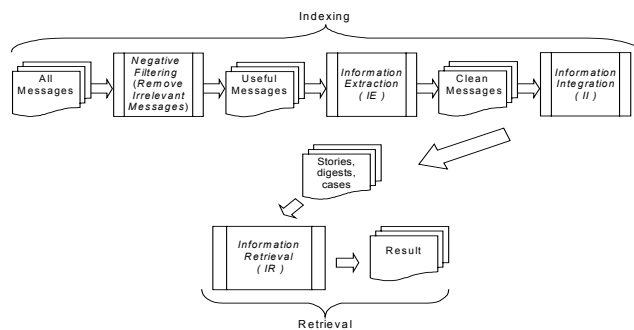 Indexing
All
Messages
Negative
Filtering
(Remove
Irrelevant
Messages)
Useful
Messages
Information
Extraction
( IE )
Clean
Messages
Information
Integration
( II )
Stories,
digests,
cases
Information
Retrieval
( IR )
Result
Retrieval